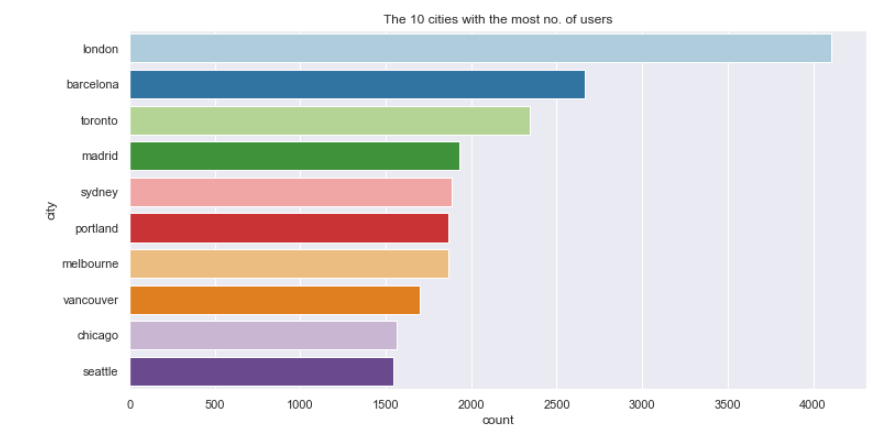 The 10 cities with the most no. of users
london
barcelona
toronto
madrid
sydney
portland
melbourne
vancouver
chicago
seattle
city
0 500 1000 1500 2000 2500 3000 3500 4000
count